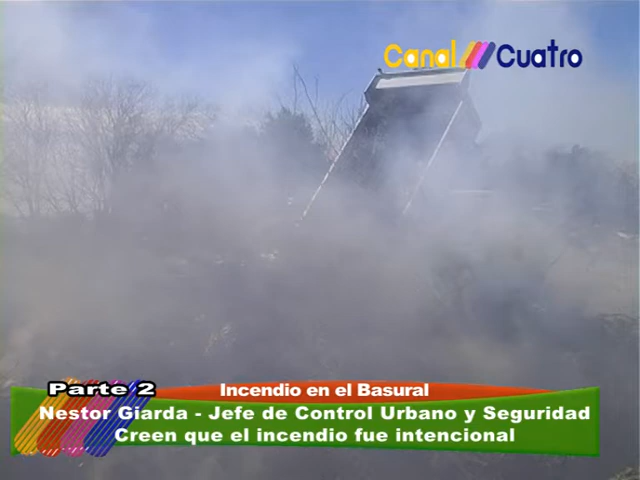 Canal Cuatro
Parte 2
Incendio en el Basural
Nestor Giarda - Jefe de Control Urbano y Seguridad
Creen que el incendio fue intencional